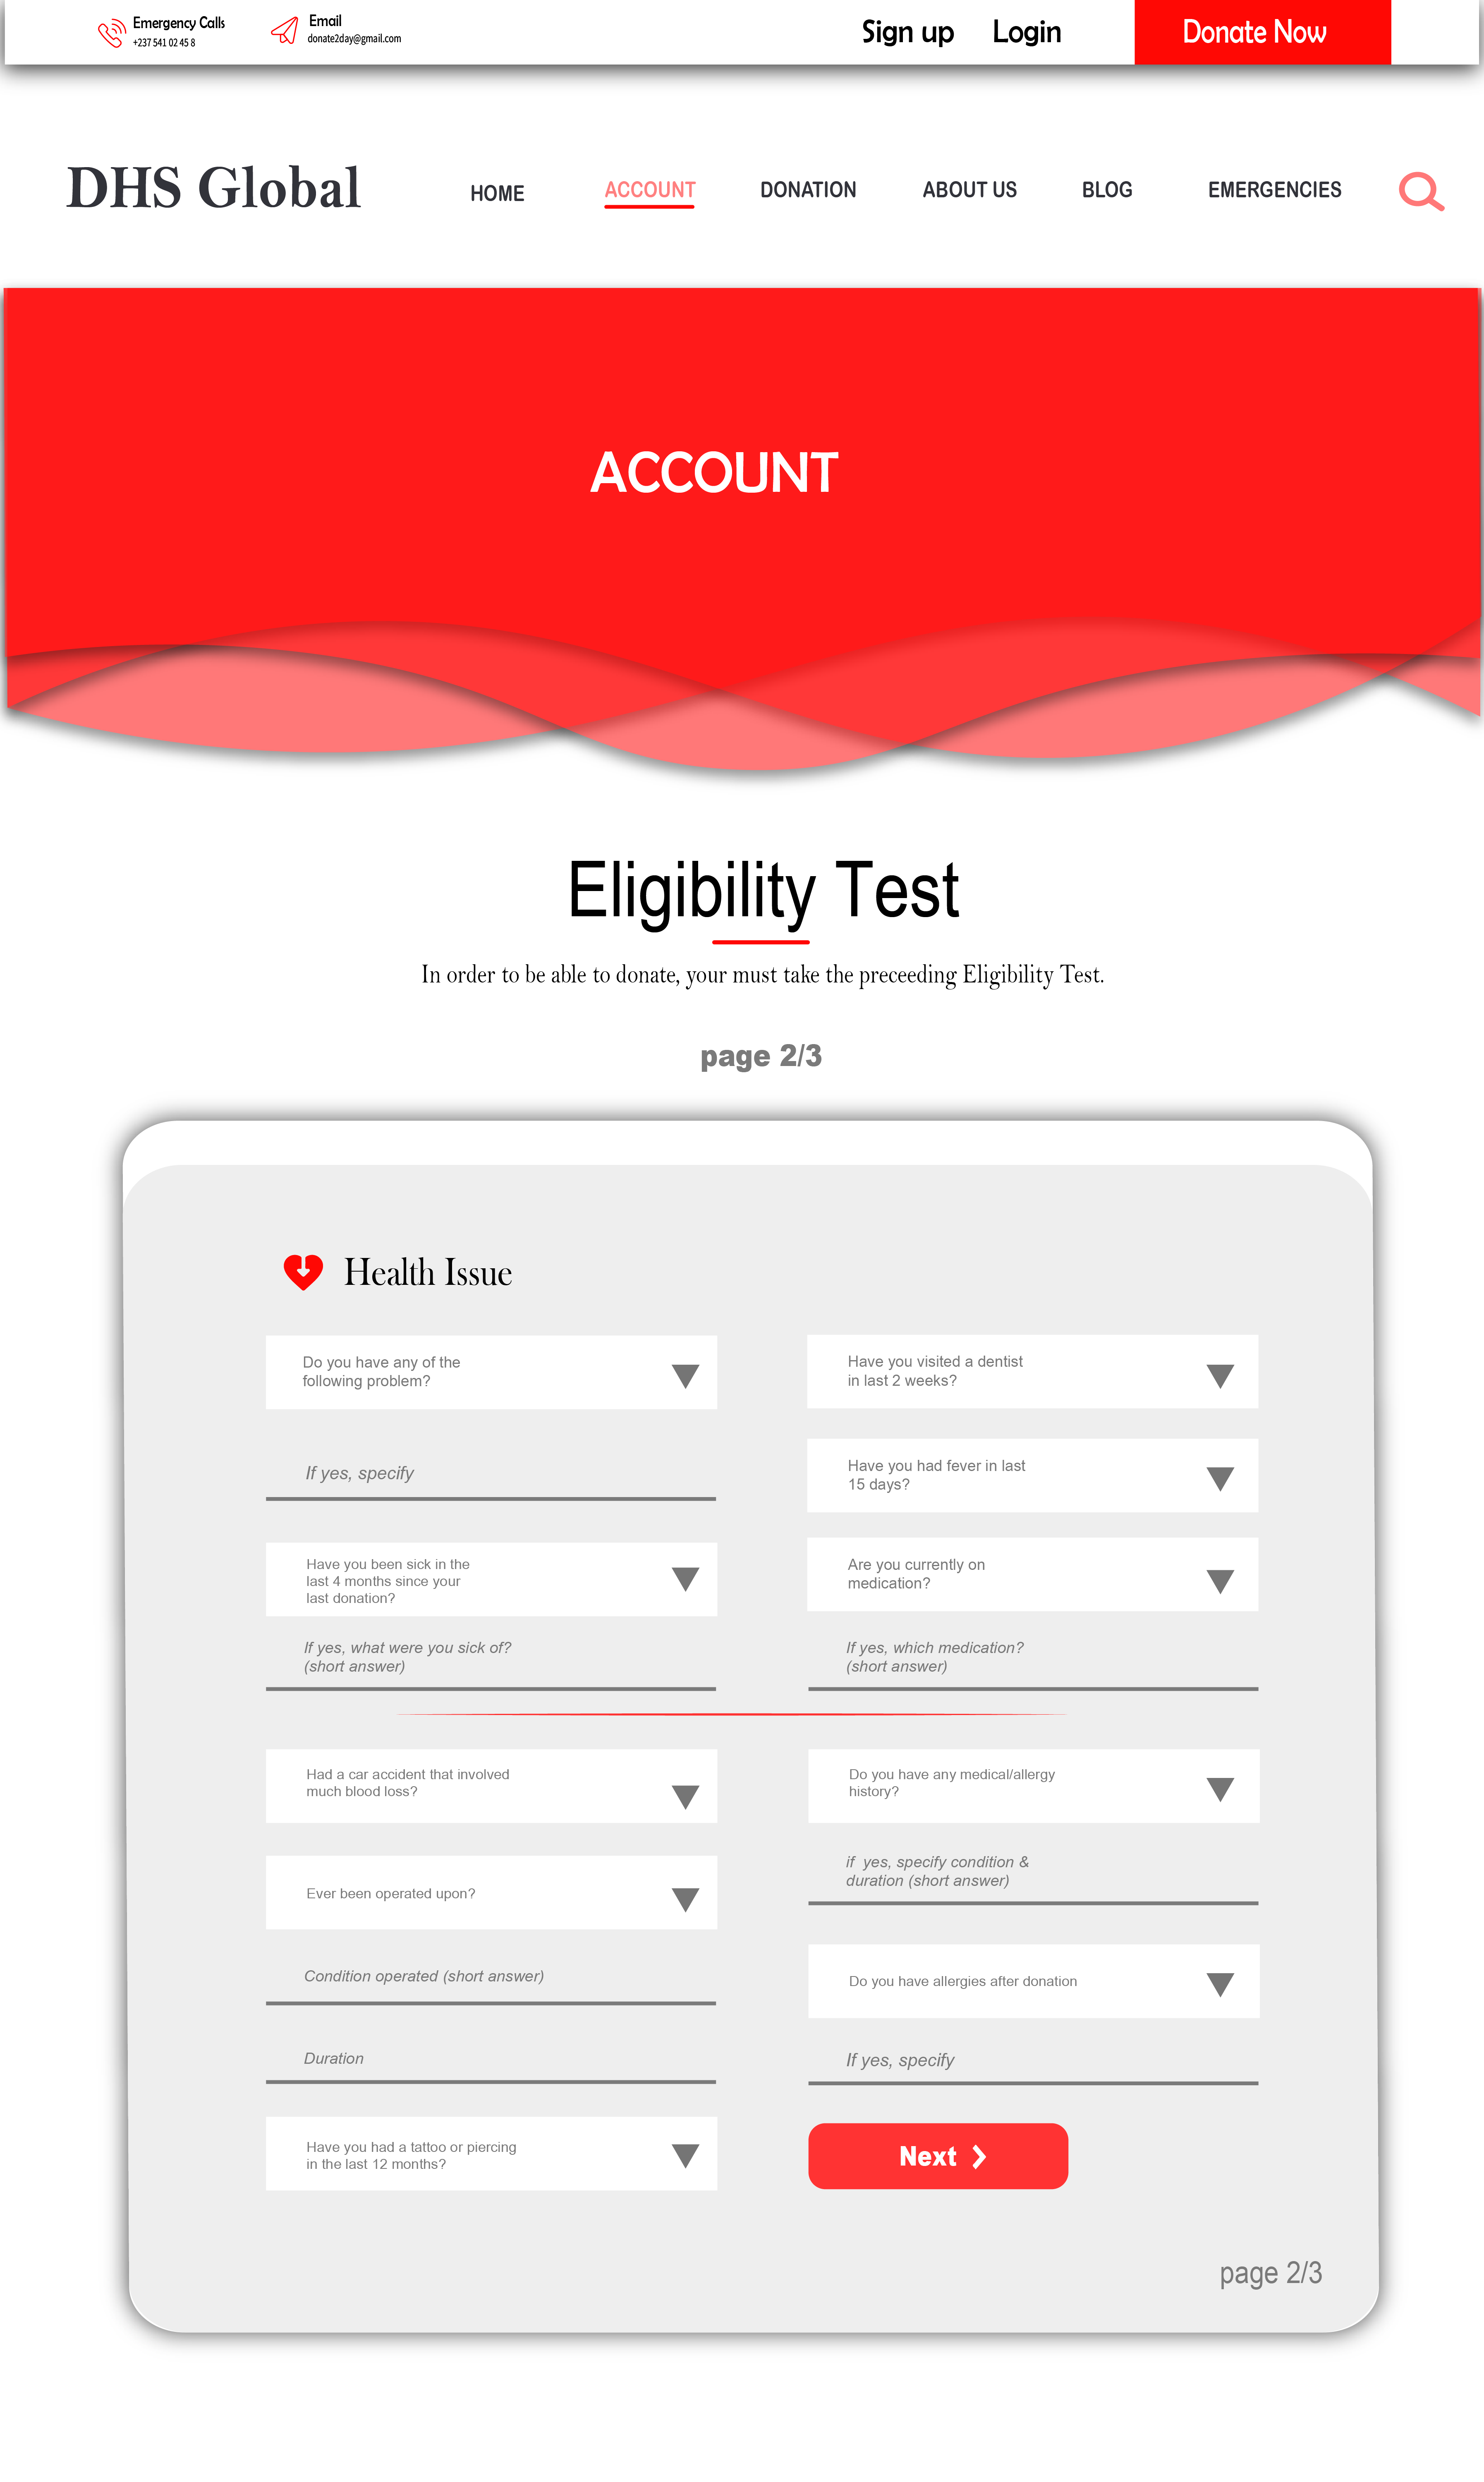 Emergency Calls
+237 541 02 45 8
Email
donate2day@gmail.com
Sign up
Login
Donate Now
DHS Global
HOME
ACCOUNT
DONATION
ABOUT US
BLOG
EMERGENCIES
ACCOUNT
Eligibility Test
In order to be able to donate, your must take the preceeding Eligibility Test.
page 2/3
Health Issue
Do you have any of the
following problem?
If yes, specify
Have you been sick in the
last 4 months since your
last donation?
If yes, what were you sick of?
(short answer)
Have you visited a dentist
in last 2 weeks?
Have you had fever in last
15 days?
Are you currently on
medication?
If yes, which medication?
(short answer)
Had a car accident that involved
much blood loss?
Ever been operated upon?
Condition operated (short answer)
Duration
Have you had a tattoo or piercing
in the last 12 months?
Do you have any medical/allergy
history?
if  yes, specify condition &
duration (short answer)
Do you have allergies after donation
If yes, specify
Next
page 2/3